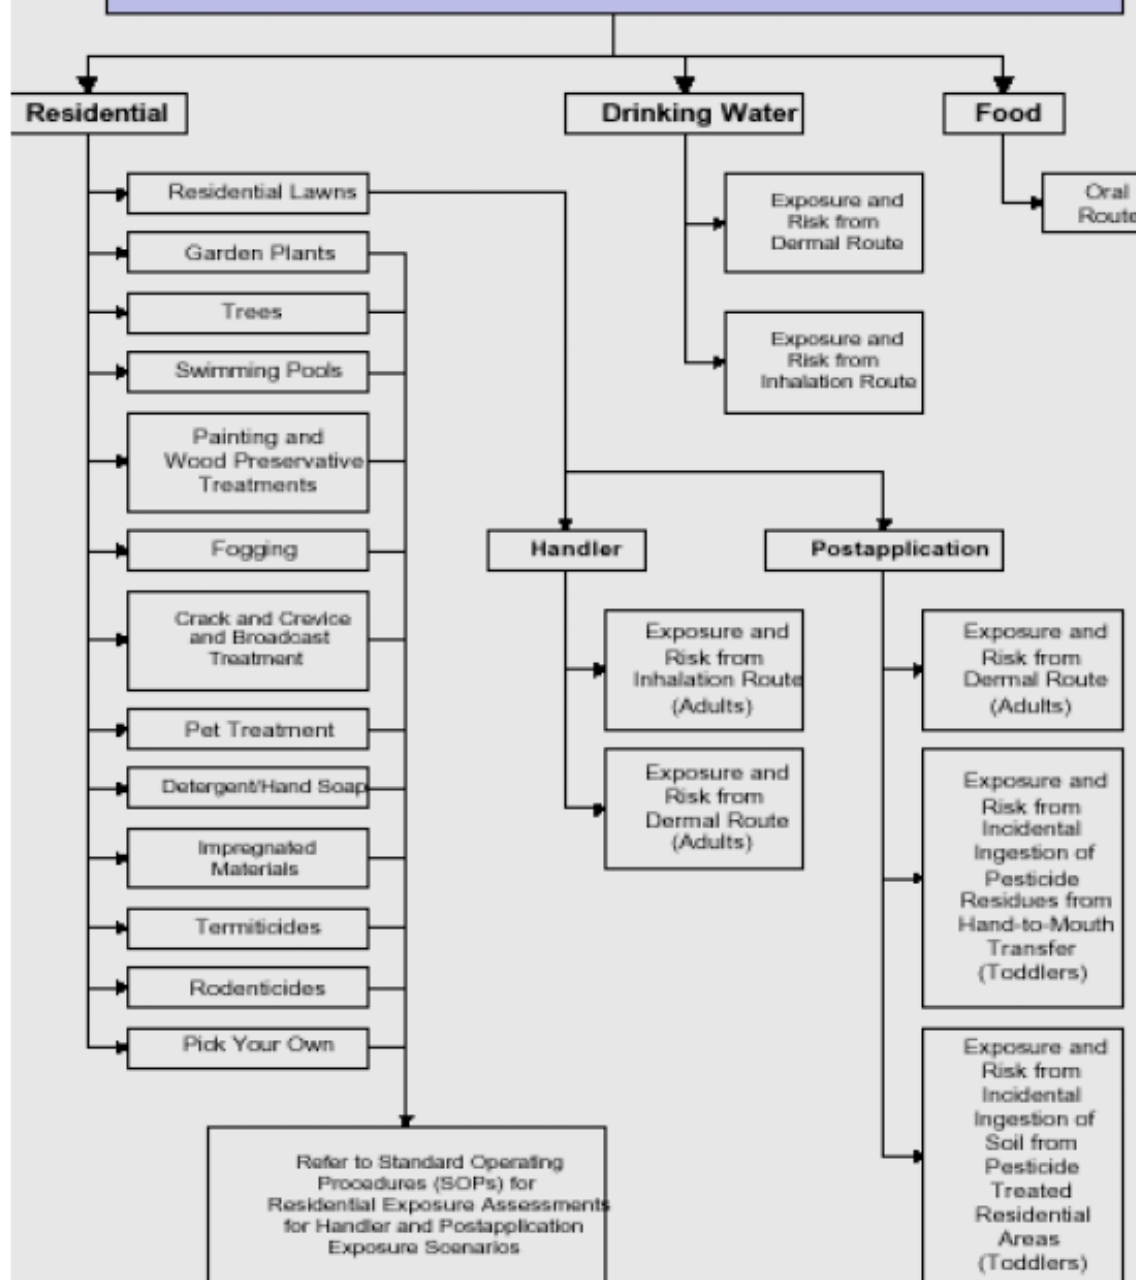 Residential
Drinking Water
Food
Residential Lawns
Garden Plants
Trees
Swimming Pools
Painting and
Wood Preservative
Treatments
Fogging
Crack and Crevice
and Broadcast
Treatment
Pet Treatment
Detergent/Hand Soap
Impregnated
Materials
Termiticides
Rodenticides
Pick Your Own
Refer to Standard Operating
Procedures (SOPs) for
Residential Exposure Assessments
for Handler and Postapplication
Exposure Scenarios
Exposure and
Risk from
Dermal Route
Exposure and
Risk from
Inhalation Route
Oral
Route
Handler
Exposure and
Risk from
Inhalation Route
(Adults)
Exposure and
Risk from
Dermal Route
(Adults)
Postapplication
Exposure and
Risk from
Dermal Route
(Adults)
Exposure and
Risk from
Incidental
Ingestion of
Pesticide
Residues from
Hand-to-Mouth
Transfer
(Toddlers)
Exposure and
Risk from
Incidental
Ingestion of
Soil from
Pesticide
Treated
Residential
Areas
(Toddlers)